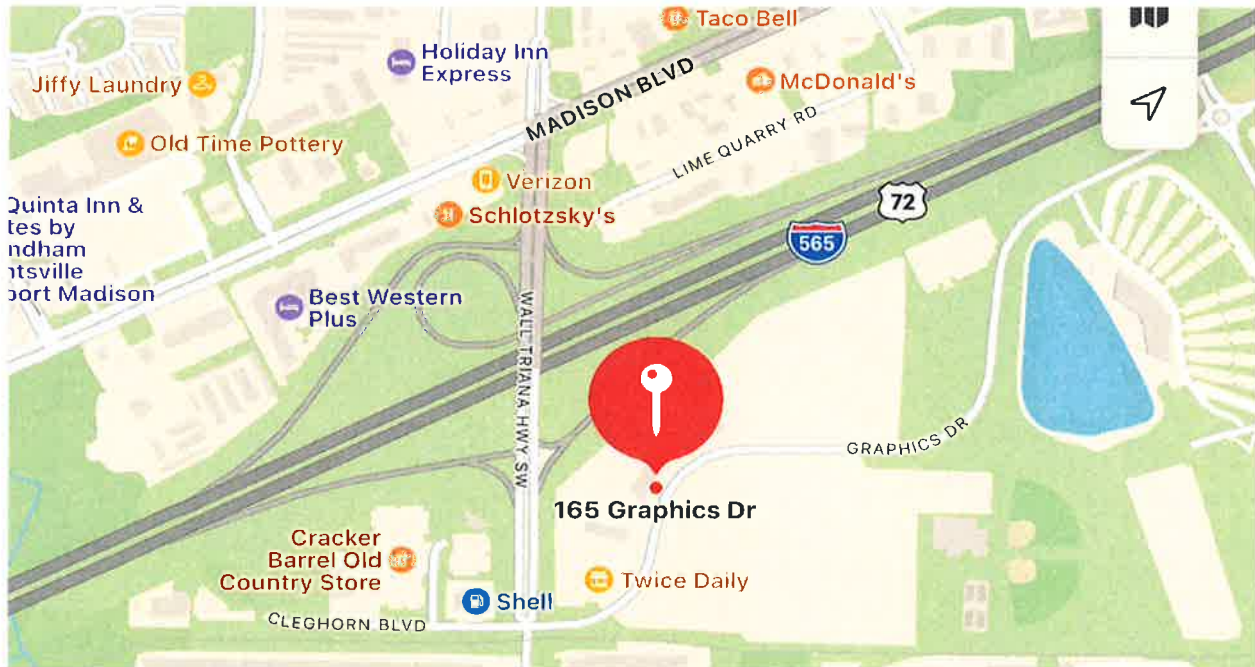 Taco Bell
Holiday Inn
Express
Jiffy Laundry
McDonald's
MADISON BLVD
Old Time Pottery
LIME QUARRY RD
Verizon
72
Quinta Inn &
tes by
ndham
ntsville
port Madison
Schlotzsky's
565
Best Western
Plus
WALL TRIANA HWY SW
GRAPHICS DR
165 Graphics Dr
Cracker
Barrel Old
Country Store
Twice Daily
Shell
CLEGHORN BLVD